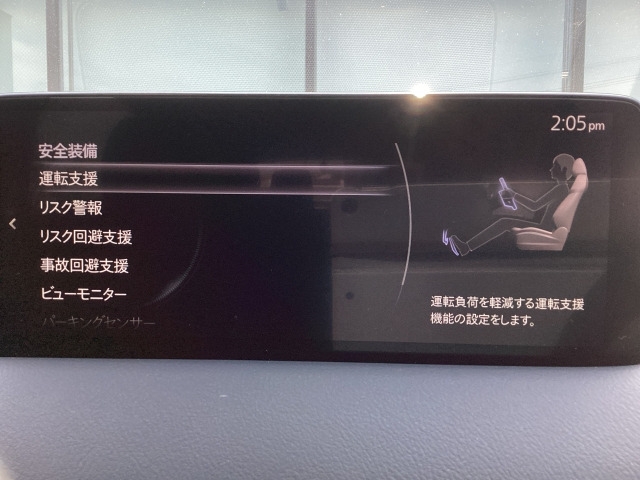 2:05pm
安全装備
運転支援
リスク警報
リスク回避支援
事故回避支援
ビューモニター
パーキングセンサー
運転負荷を軽減する運転支援
機能の設定をします。